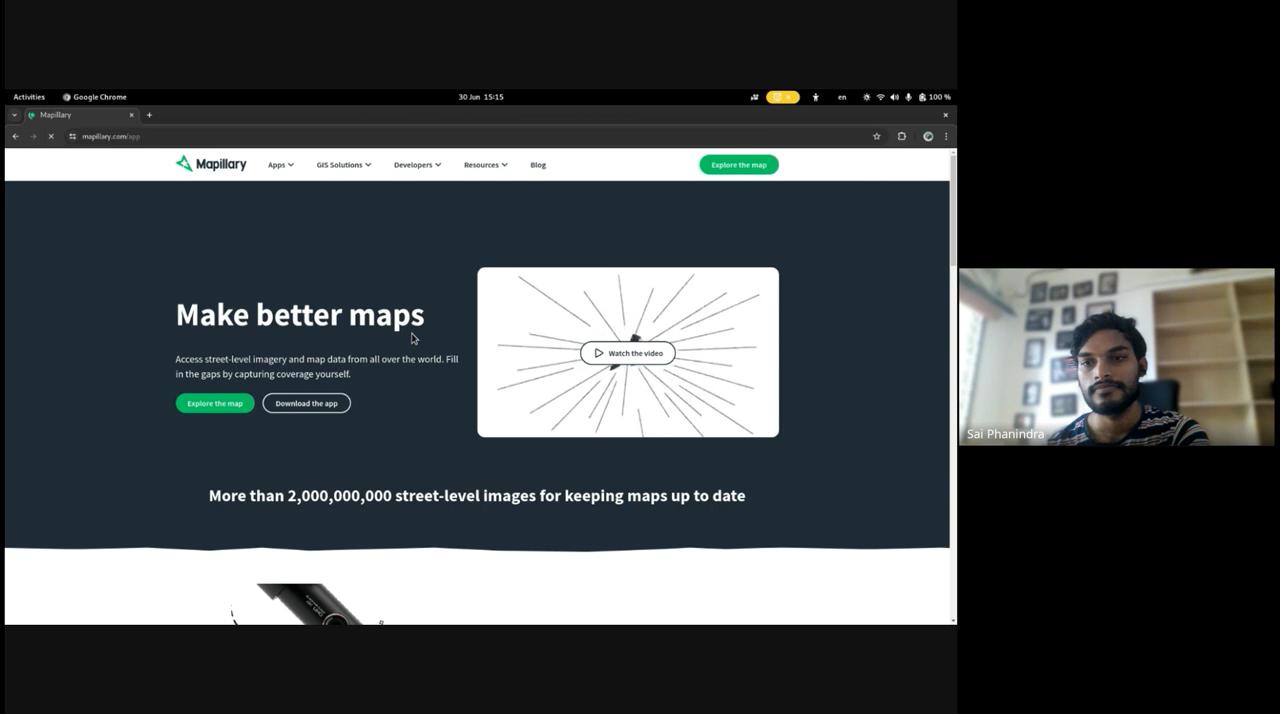 Activities
Google Chrome
30 Jun 15:15
en
100 %
Mapillary
mapillary.com/app
Mapillary
Apps
GIS Solutions
Developers
Resources
Blog
Explore the map
Make better maps
Access street-level imagery and map data from all over the world. Fill
in the gaps by capturing coverage yourself.
Explore the map
Download the app
Watch the video
More than 2,000,000,000 street-level images for keeping maps up to date
Sai Phanindra